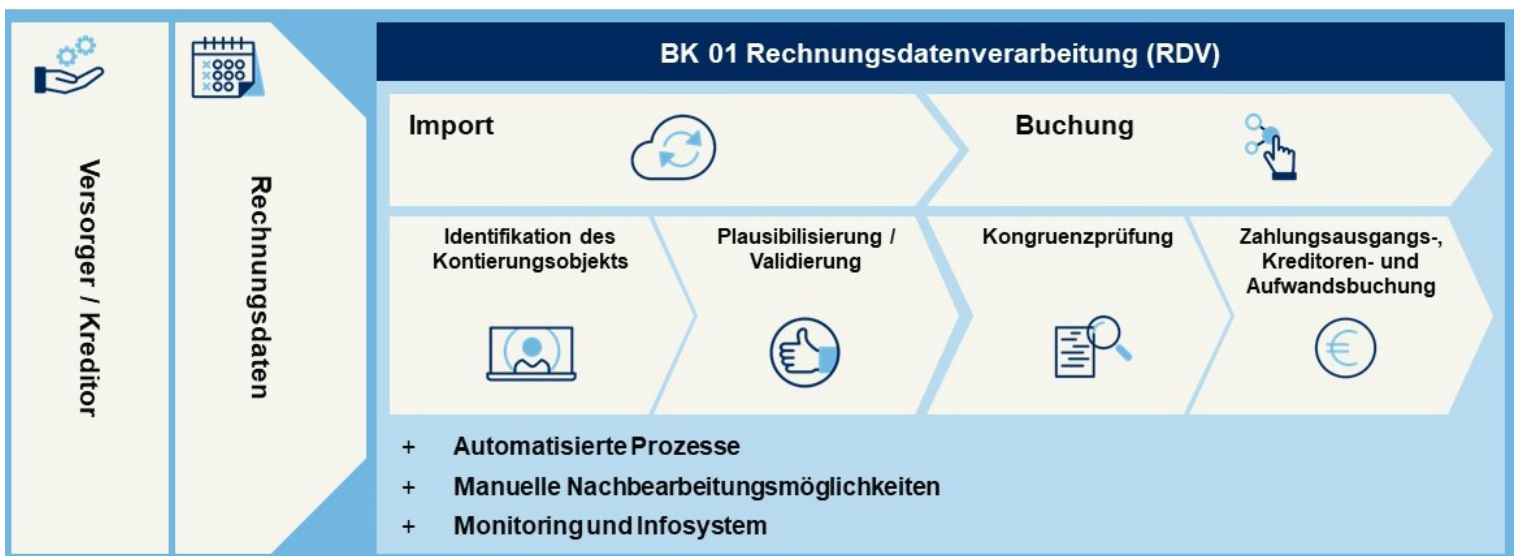 Versorger / Kreditor
Rechnungsdaten
BK 01 Rechnungsdatenverarbeitung (RDV)
Import
Buchung
Identifikation des
Kontierungsobjekts
Plausibilisierung /
Validierung
Kongruenzprüfung
Zahlungsausgangs-,
Kreditoren- und
Aufwandsbuchung
+ Automatisierte Prozesse
+ Manuelle Nachbearbeitungsmöglichkeiten
+ Monitoring und Infosystem